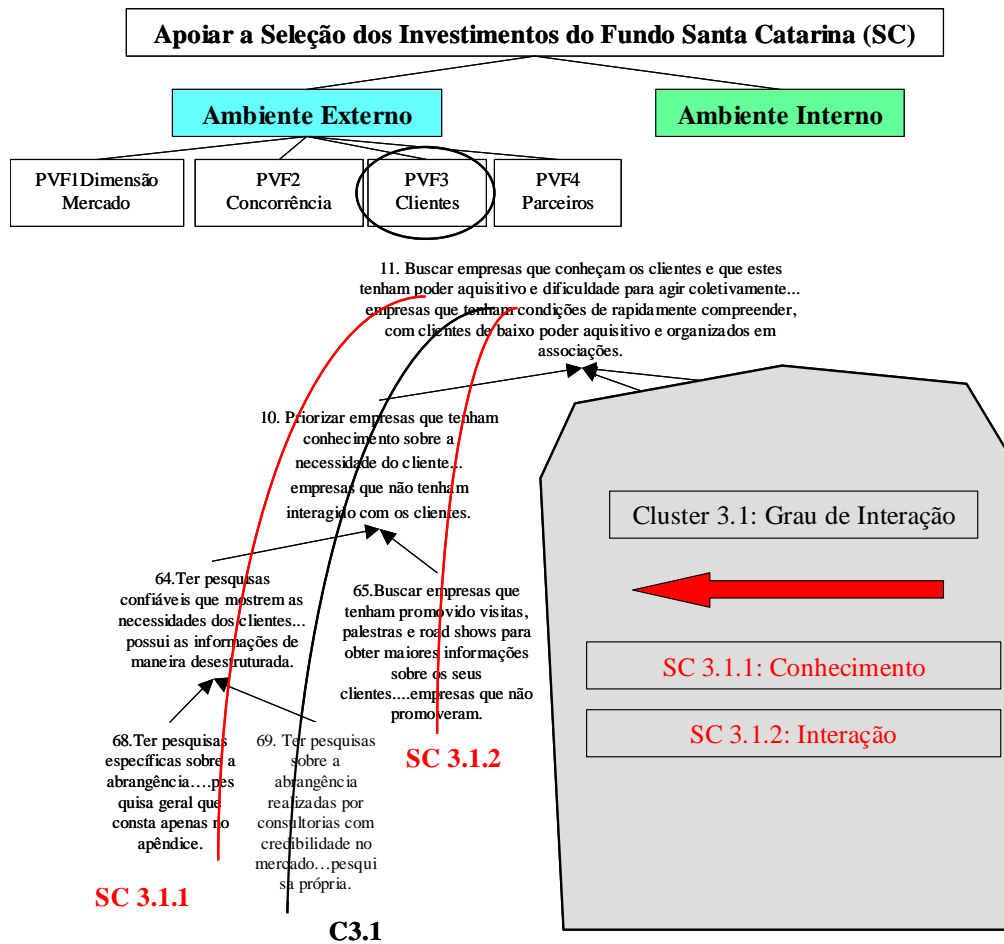 Apoiar a Seleção dos Investimentos do Fundo Santa Catarina (SC)
Ambiente Externo
Ambiente Interno
PVF1Dimensão
Mercado
PVF2
Concorrência
PVF3
Clientes
PVF4
Parceiros
11. Buscar empresas que conheçam os clientes e que estes
tenham poder aquisitivo e dificuldade para agir coletivamente...
empresas que tenham condições de rapidamente compreender,
com clientes de baixo poder aquisitivo e organizados em
associações.
10. Priorizar empresas que tenham
conhecimento sobre a
necessidade do cliente...
empresas que não tenham
interagido com os clientes.
64.Ter pesquisas
confiáveis que mostrem as
necessidades dos clientes...
possui as informações de
maneira desestruturada.
65.Buscar empresas que
tenham promovido visitas,
palestras e road shows para
obter maiores informações
sobre os seus
clientes....empresas que não
promoveram.
68.Ter pesquisas
específicas sobre a
abrangência….pes
quisa geral que
consta apenas no
apêndice.
69. Ter pesquisas
sobre a
abrangência
realizadas por
consultorias com
credibilidade no
mercado…pesqui
sa própria.
SC 3.1.1
SC 3.1.2
C3.1
Cluster 3.1: Grau de Interação
SC 3.1.1: Conhecimento
SC 3.1.2: Interação